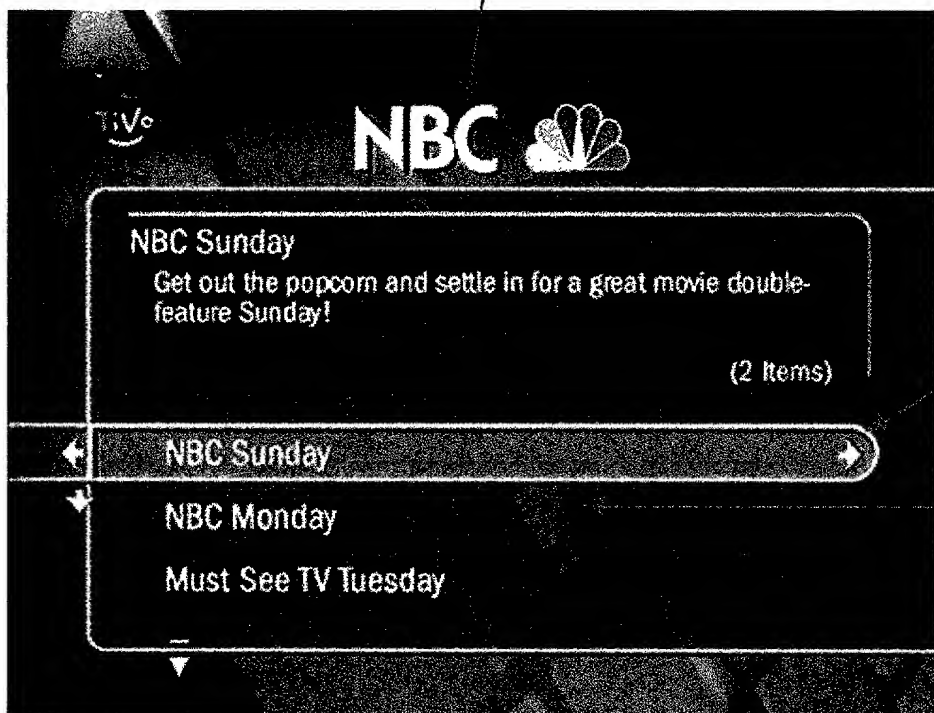 TiVo
NBC
NBC Sunday
Get out the popcorn and settle in for a great movie double-
feature Sunday!
(2 Items)
NBC Sunday
NBC Monday
Must See TV Tuesday